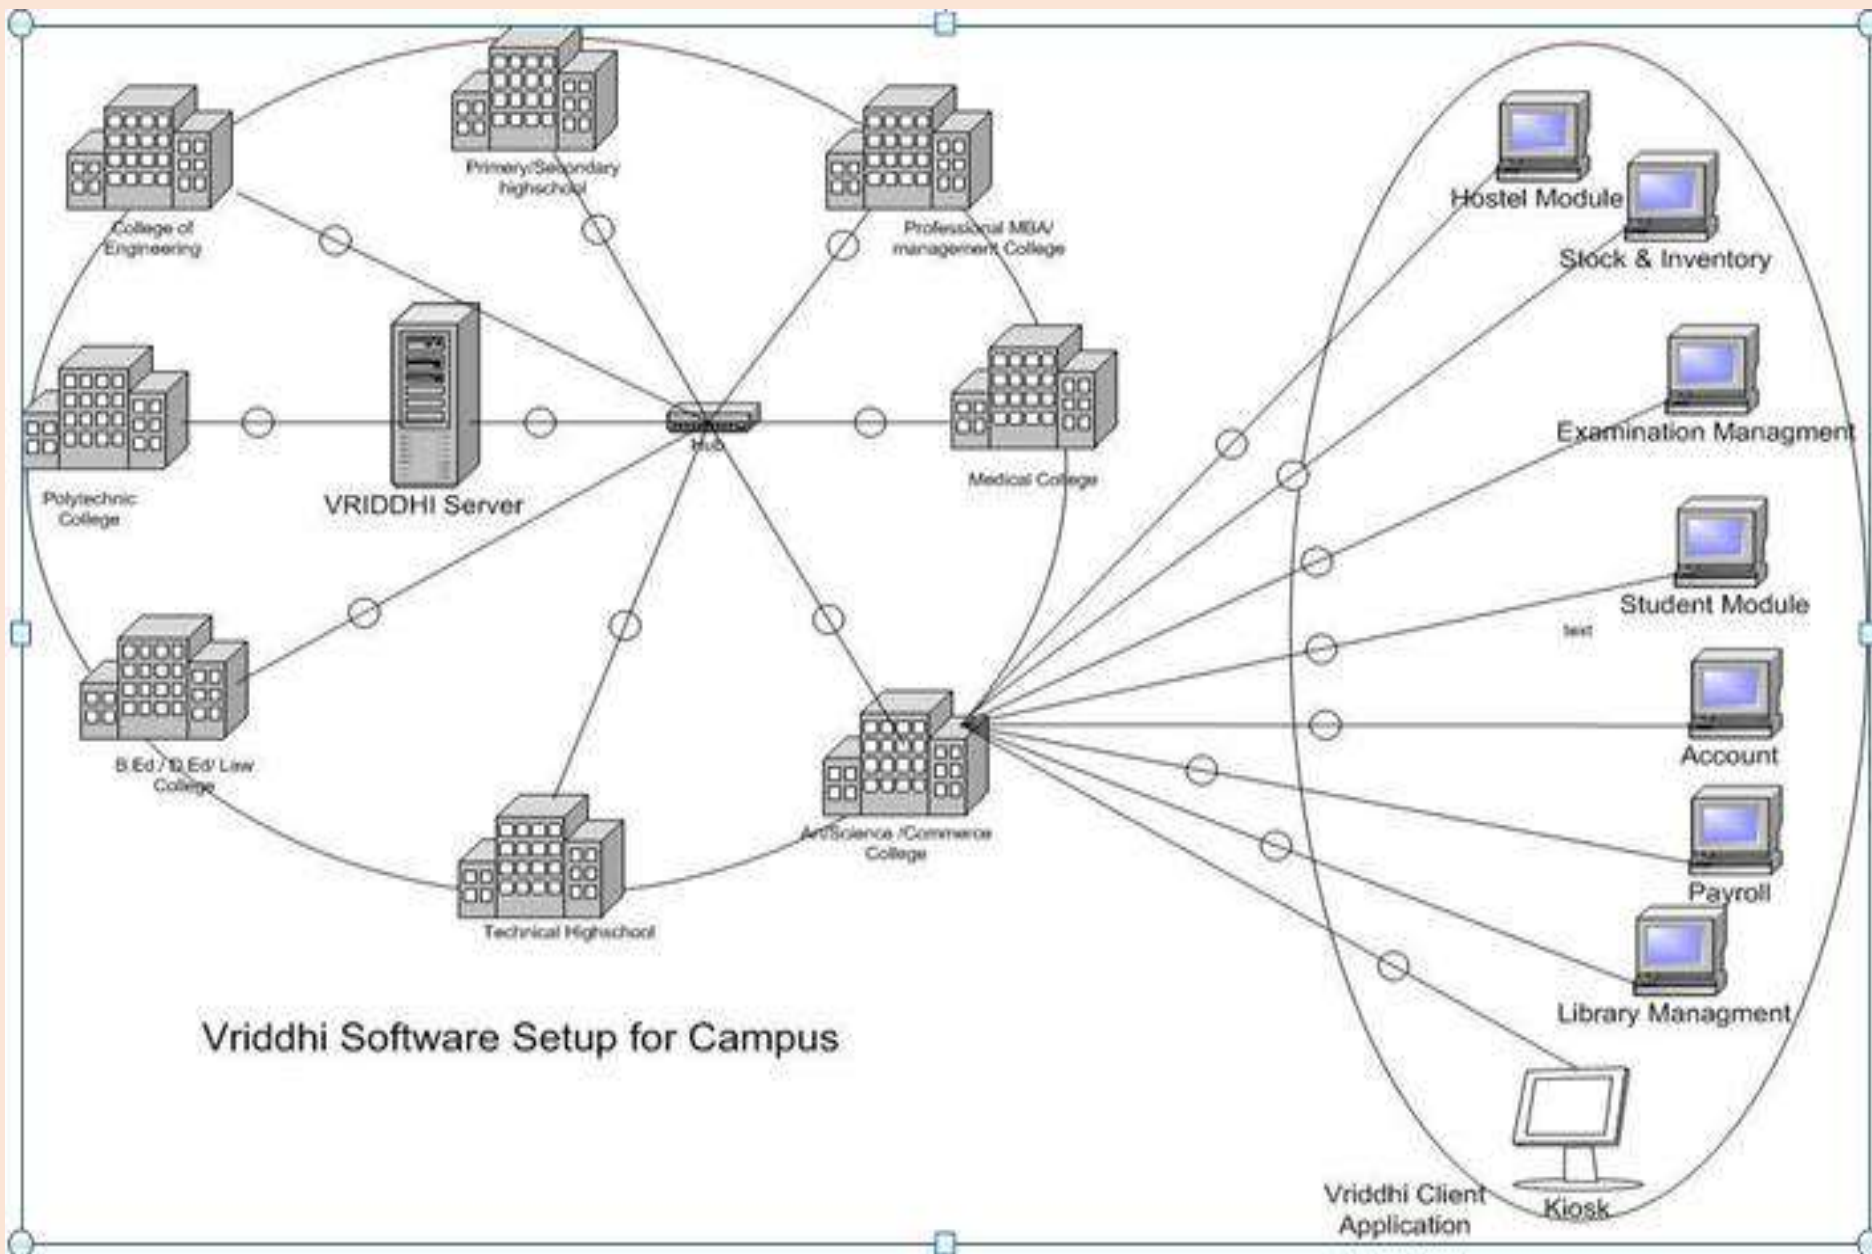 Primery/Secondary
highschool
College of
Engineering
Professional MBA/
management College
Hostel Module
Stock & Inventory
Hub
Examination Managment
Medical College
Polytechnic
College
VRIDDHI Server
Student Module
text
B.Ed / D.Ed/ Law
College
Account
Art/Science /Commerce
College
Payroll
Technical Highschool
Library Managment
Vriddhi Software Setup for Campus
Vriddhi Client
Application
Kiosk